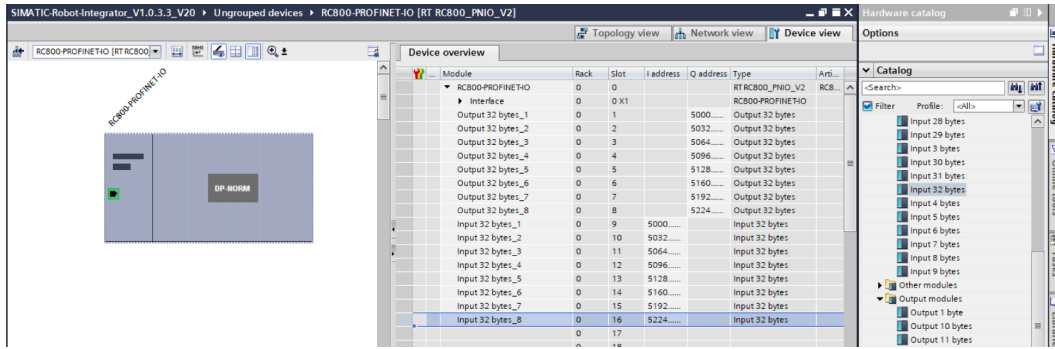 SIMATIC-Robot-Integrator_V1.0.3.3_V20 ▸ Ungrouped devices ▸ RC800-PROFINET-IO [RT RC800_PNIO_V2]
Hardware catalog
Topology view Network view Device view
Options
RC800-PROFINET-IO [RT RC800
Device overview
RC800-PROFINET-IO
DP-NORM
... Module Rack Slot I address Q address Type Arti...
RC800-PROFINET-IO 0 0 RT RC800_PNIO_V2 RC8...
Interface 0 0 X1 RC800-PROFINET-IO
Output 32 bytes_1 0 1 5000...... Output 32 bytes
Output 32 bytes_2 0 2 5032...... Output 32 bytes
Output 32 bytes_3 0 3 5064...... Output 32 bytes
Output 32 bytes_4 0 4 5096...... Output 32 bytes
Output 32 bytes_5 0 5 5128...... Output 32 bytes
Output 32 bytes_6 0 6 5160...... Output 32 bytes
Output 32 bytes_7 0 7 5192...... Output 32 bytes
Output 32 bytes_8 0 8 5224...... Output 32 bytes
Input 32 bytes_1 0 9 5000...... Input 32 bytes
Input 32 bytes_2 0 10 5032...... Input 32 bytes
Input 32 bytes_3 0 11 5064...... Input 32 bytes
Input 32 bytes_4 0 12 5096...... Input 32 bytes
Input 32 bytes_5 0 13 5128...... Input 32 bytes
Input 32 bytes_6 0 14 5160...... Input 32 bytes
Input 32 bytes_7 0 15 5192...... Input 32 bytes
Input 32 bytes_8 0 16 5224...... Input 32 bytes
0 17
Catalog
<Search>
Filter Profile: <All>
Input 28 bytes
Input 29 bytes
Input 3 bytes
Input 30 bytes
Input 31 bytes
Input 32 bytes
Input 4 bytes
Input 5 bytes
Input 6 bytes
Input 7 bytes
Input 8 bytes
Input 9 bytes
Other modules
Output modules
Output 1 byte
Output 10 bytes
Output 11 bytes